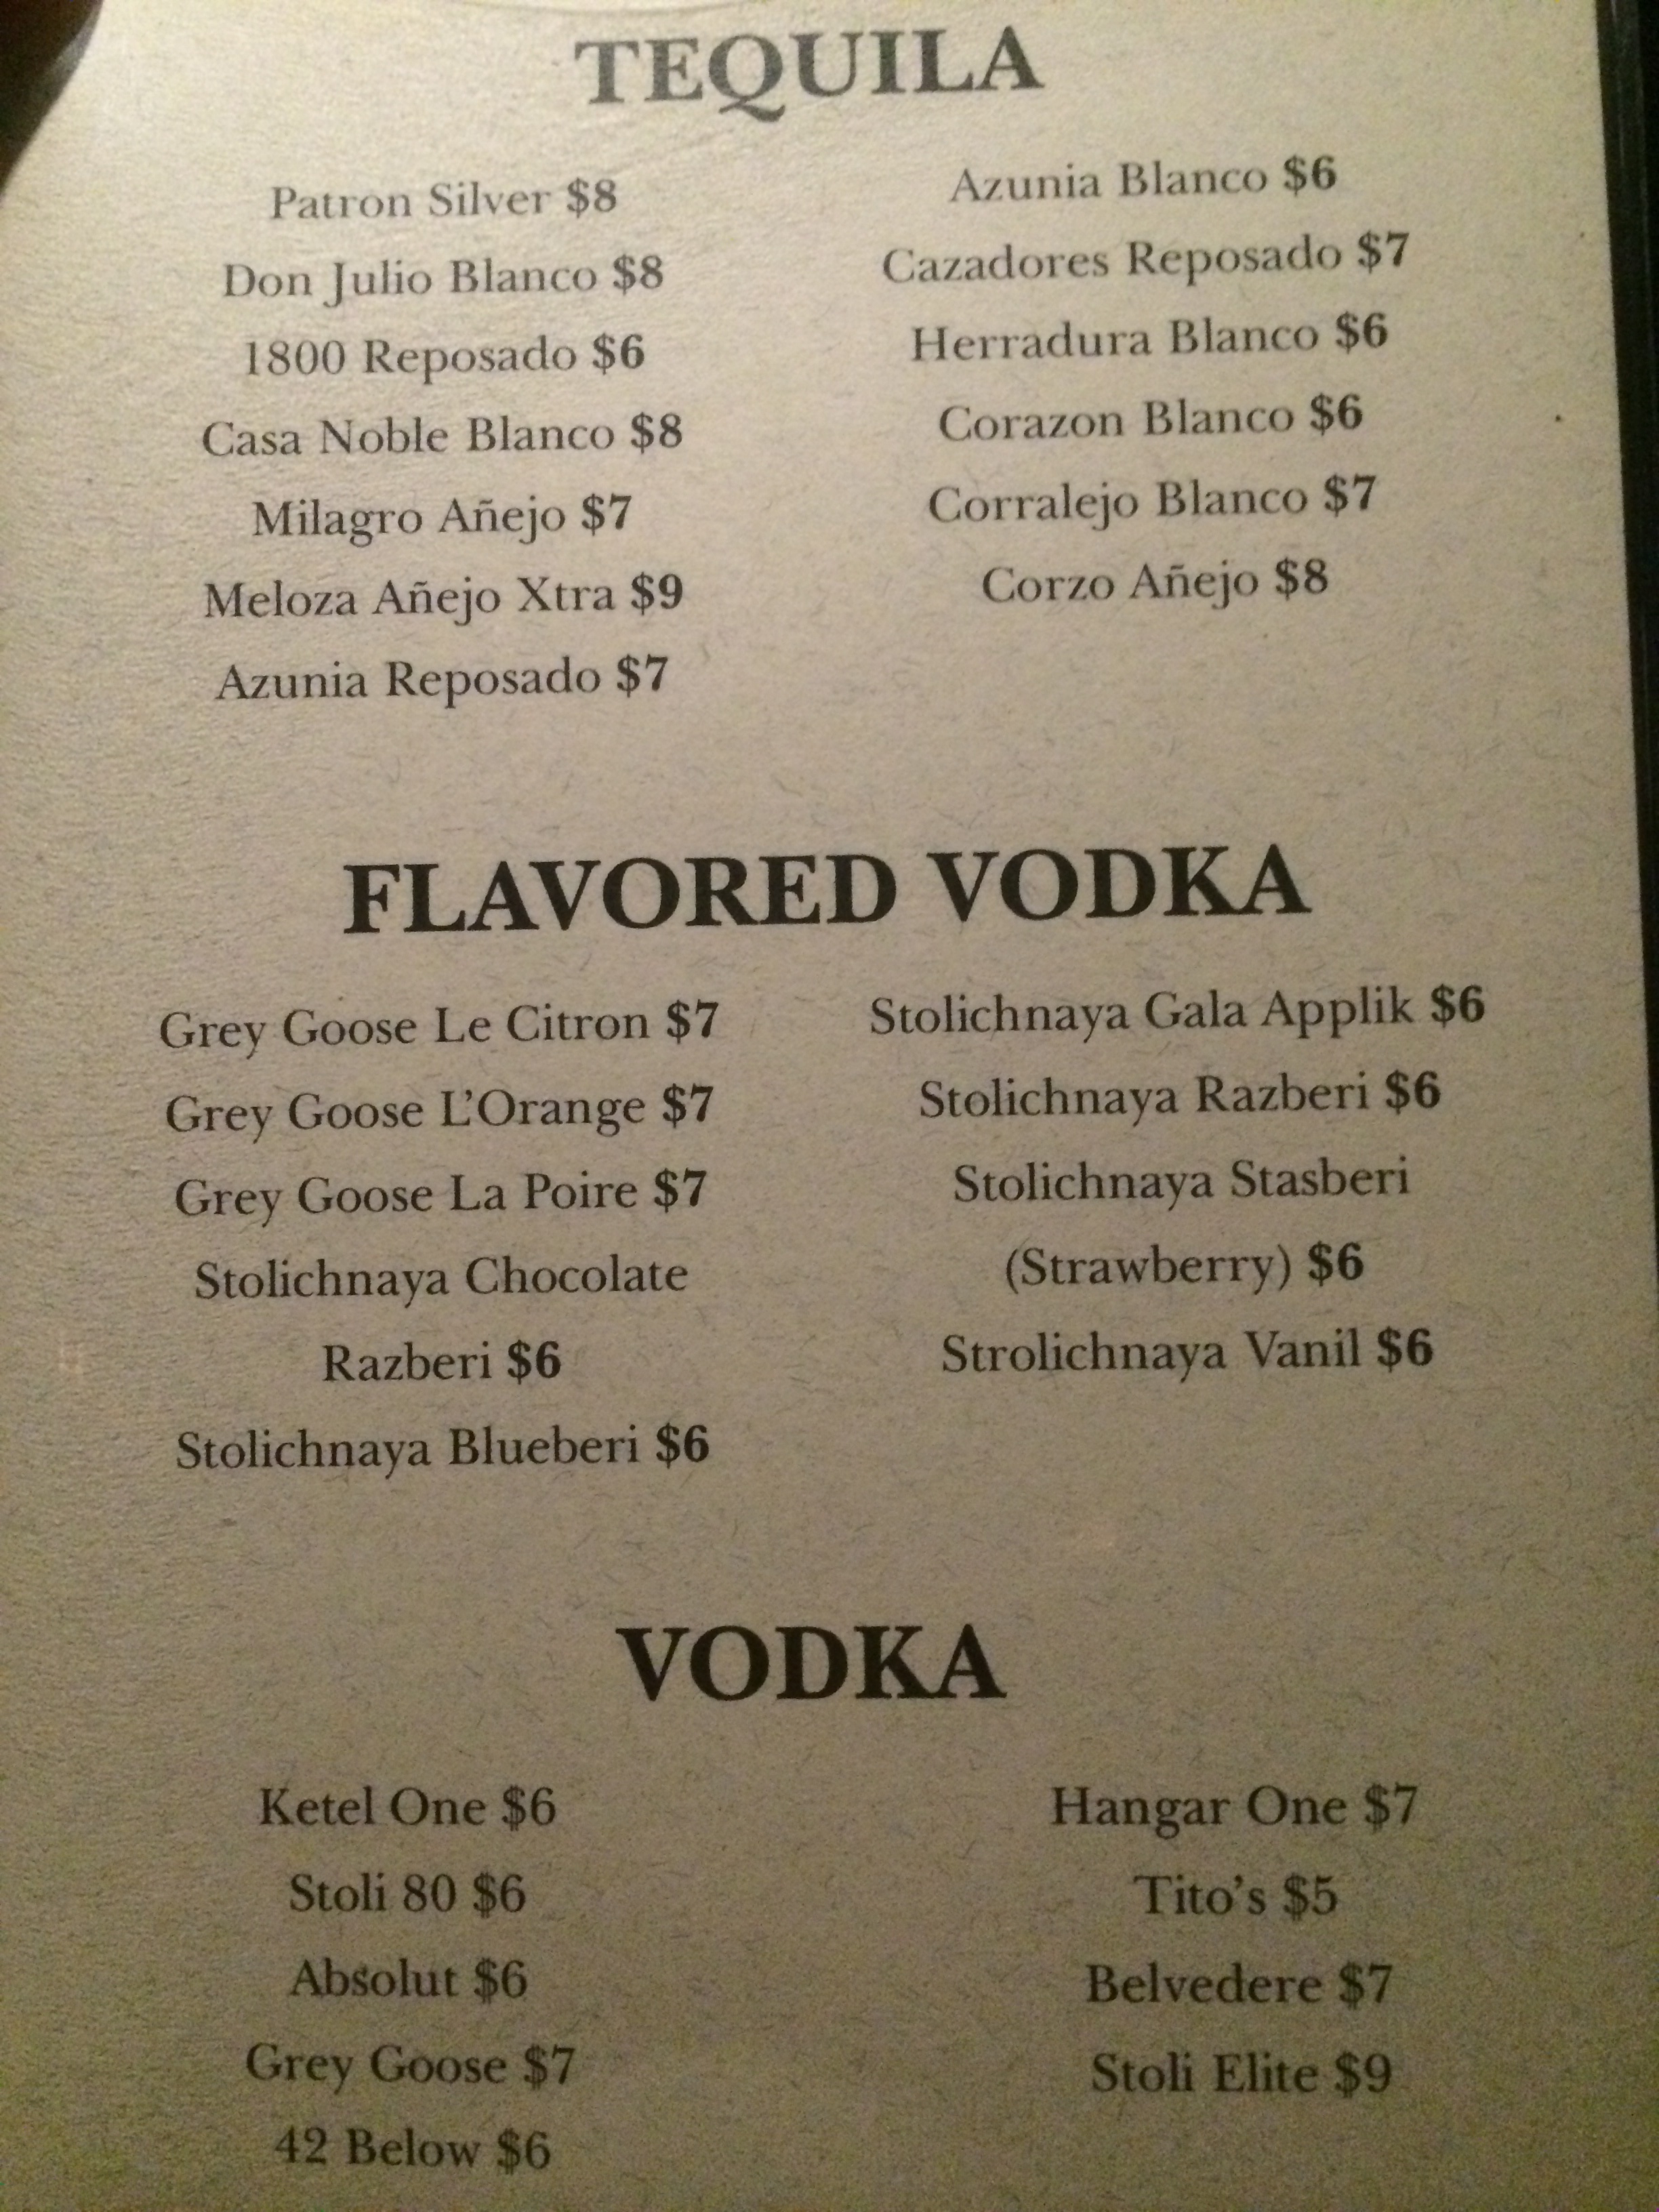 TEQUILA
Patron Silver $8
Don Julio Blanco $8
1800 Reposado $6
Casa Noble Blanco $8
Milagro Añejo $7
Meloza Añejo Xtra $9
Azunia Reposado $7
Azunia Blanco $6
Cazadores Reposado $7
Herradura Blanco $6
Corazon Blanco $6
Corralejo Blanco $7
Corzo Añejo $8
FLAVORED VODKA
Grey Goose Le Citron $7
Grey Goose L’Orange $7
Grey Goose La Poire $7
Stolichnaya Chocolate
Razberi $6
Stolichnaya Blueberi $6
Stolichnaya Gala Applik $6
Stolichnaya Razberi $6
Stolichnaya Stasberi
(Strawberry) $6
Strolichnaya Vanil $6
VODKA
Ketel One $6
Stoli 80 $6
Absolut $6
Grey Goose $7
42 Below $6
Hangar One $7
Tito’s $5
Belvedere $7
Stoli Elite $9